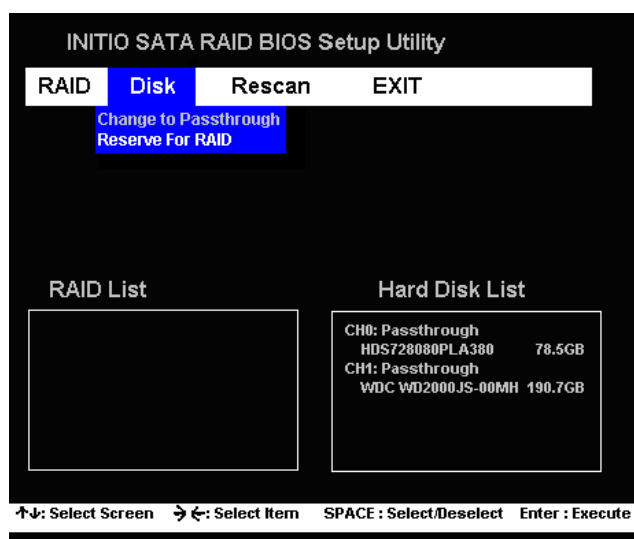 INITIO SATA RAID BIOS Setup Utility
RAID Disk Rescan EXIT
Change to Passthrough
Reserve For RAID
RAID List
Hard Disk List
CH0: Passthrough
HDS728080PLA380 78.5GB
CH1: Passthrough
WDC WD2000JS-00MH 190.7GB
↑↓: Select Screen →←: Select Item SPACE : Select/Deselect Enter : Execute